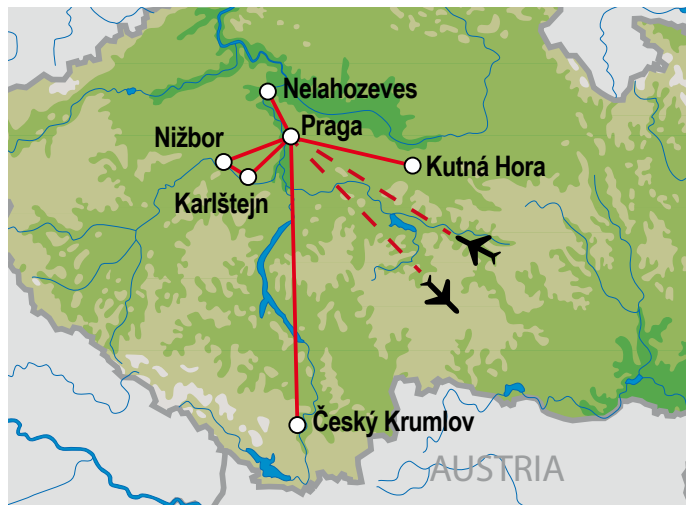 Nelahozeves
Praga
Nižbor
Kutná Hora
Karlštejn
Český Krumlov
AUSTRIA